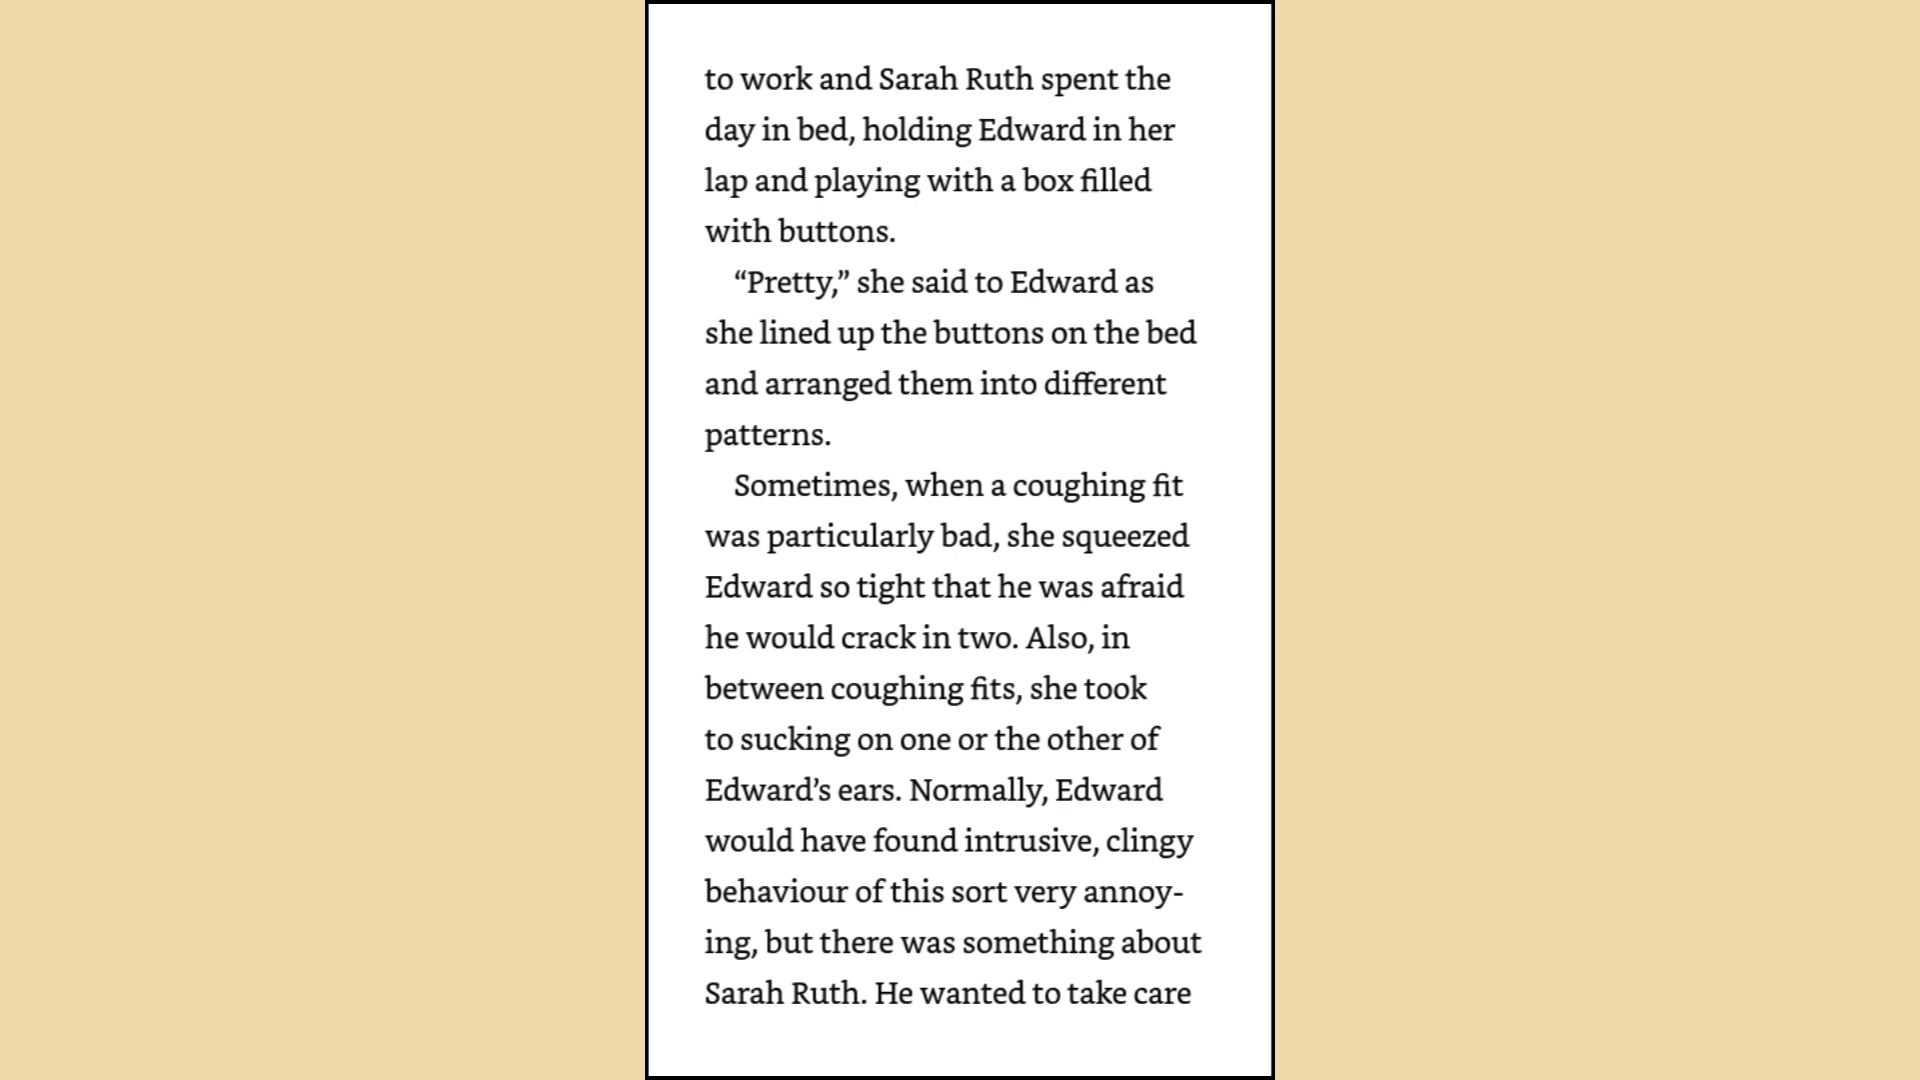 to work and Sarah Ruth spent the
day in bed, holding Edward in her
lap and playing with a box filled
with buttons.
“Pretty,” she said to Edward as
she lined up the buttons on the bed
and arranged them into different
patterns.
Sometimes, when a coughing fit
was particularly bad, she squeezed
Edward so tight that he was afraid
he would crack in two. Also, in
between coughing fits, she took
to sucking on one or the other of
Edward’s ears. Normally, Edward
would have found intrusive, clingy
behaviour of this sort very annoy-
ing, but there was something about
Sarah Ruth. He wanted to take care